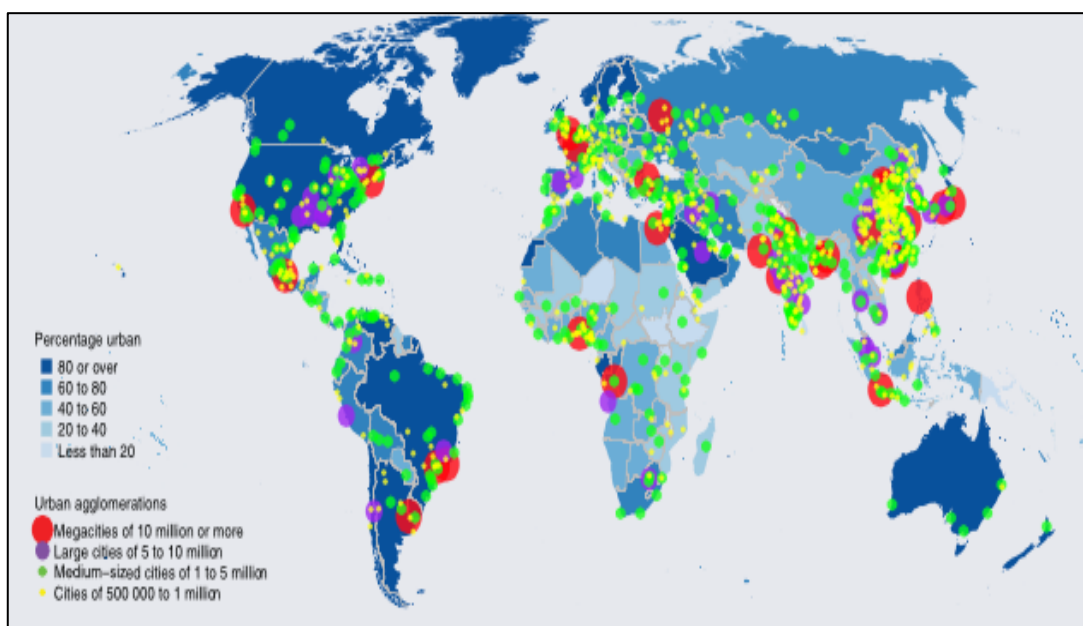 Percentage urban
80 or over
60 to 80
40 to 60
20 to 40
Less than 20
Urban agglomerations
Megacities of 10 million or more
Large cities of 5 to 10 million
Medium-sized cities of 1 to 5 million
Cities of 500 000 to 1 million